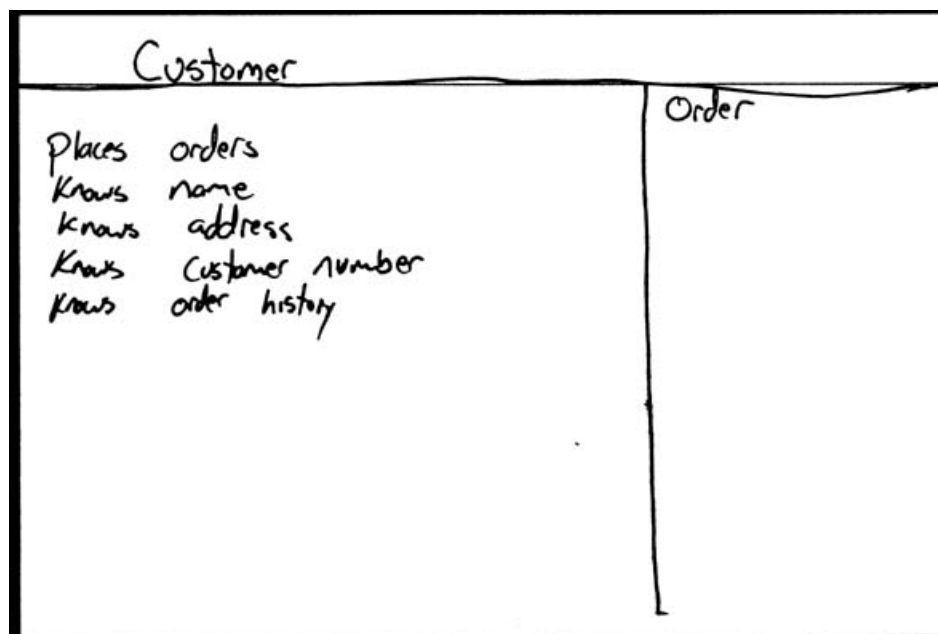 Customer
Order
Places orders
Knows name
Knows address
Knows customer number
Knows order history